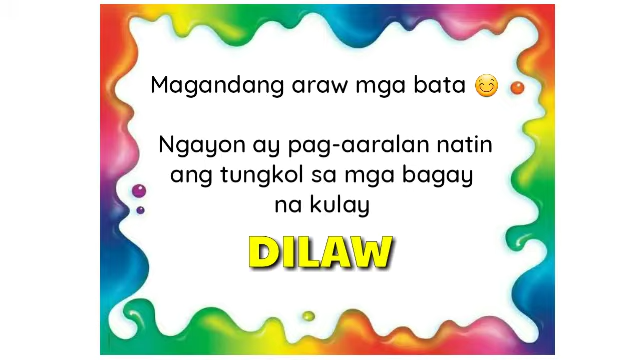 Magandang araw mga bata 😊
Ngayon ay pag-aaralan natin
ang tungkol sa mga bagay
na kulay
DILAW